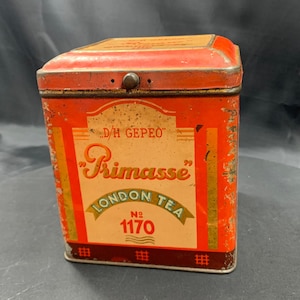 D/H GEPEO
"Primasse"
LONDON TEA
Nº
1170